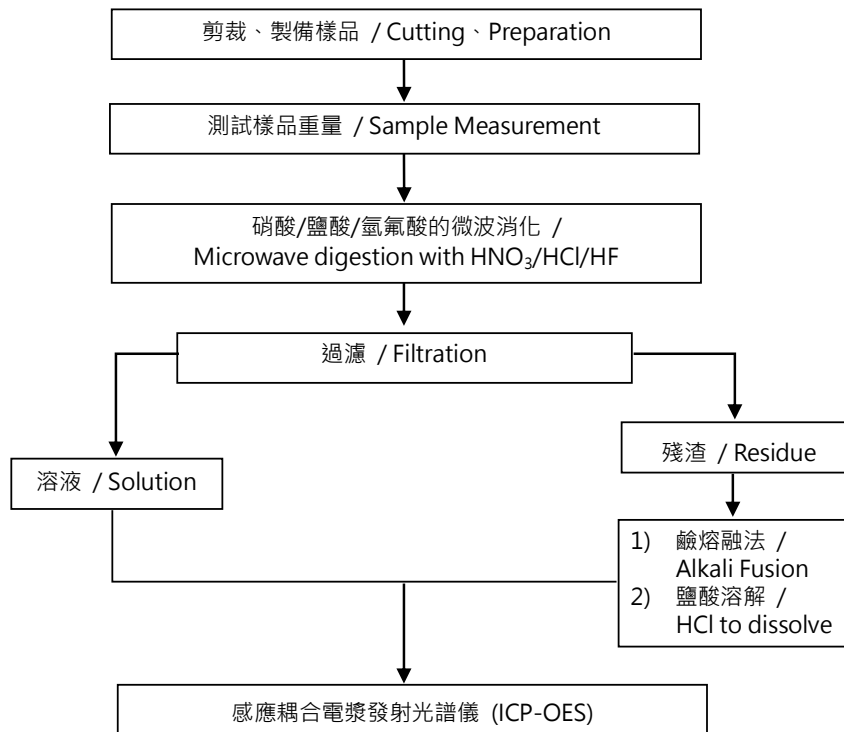 剪裁、製備樣品 / Cutting、Preparation
測試樣品重量 / Sample Measurement
硝酸/鹽酸/氫氟酸的微波消化 /
Microwave digestion with HNO₃/HCl/HF
過濾 / Filtration
溶液 / Solution
殘渣 / Residue
1) 鹼熔融法 /
Alkali Fusion
2) 鹽酸溶解 /
HCl to dissolve
感應耦合電漿發射光譜儀 (ICP-OES)